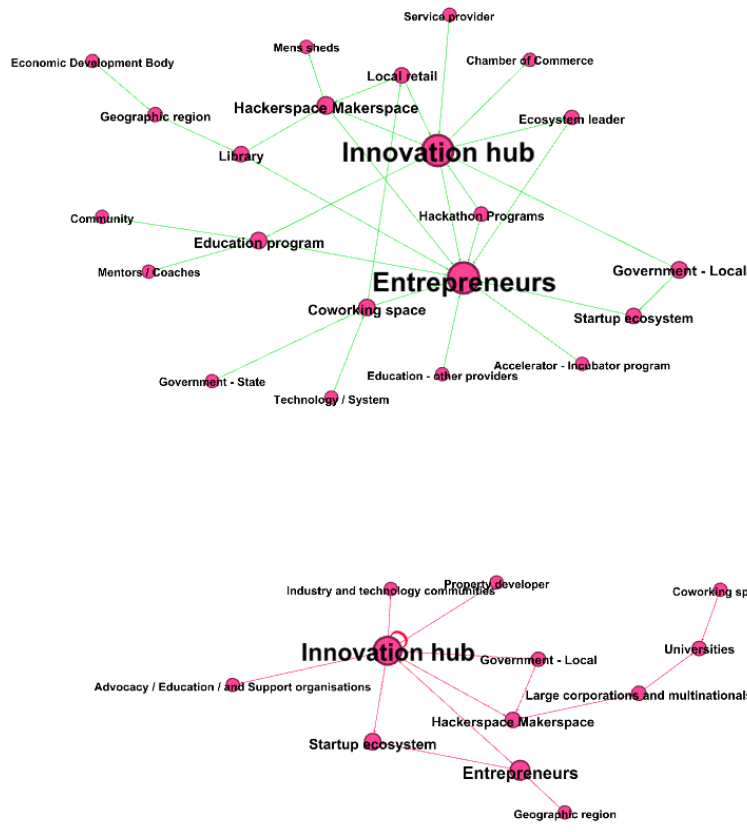 Service provider
Mens sheds
Economic Development Body
Chamber of Commerce
Local retail
Hackerspace Makerspace
Geographic region
Ecosystem leader
Library
Innovation hub
Community
Hackathon Programs
Education program
Mentors / Coaches
Government - Local
Entrepreneurs
Coworking space
Startup ecosystem
Accelerator - Incubator program
Education - other providers
Government - State
Technology / System
Property developer
Industry and technology communities
Coworking sp
Innovation hub
Universities
Government - Local
Advocacy / Education / and Support organisations
Large corporations and multinationals
Hackerspace Makerspace
Startup ecosystem
Entrepreneurs
Geographic region